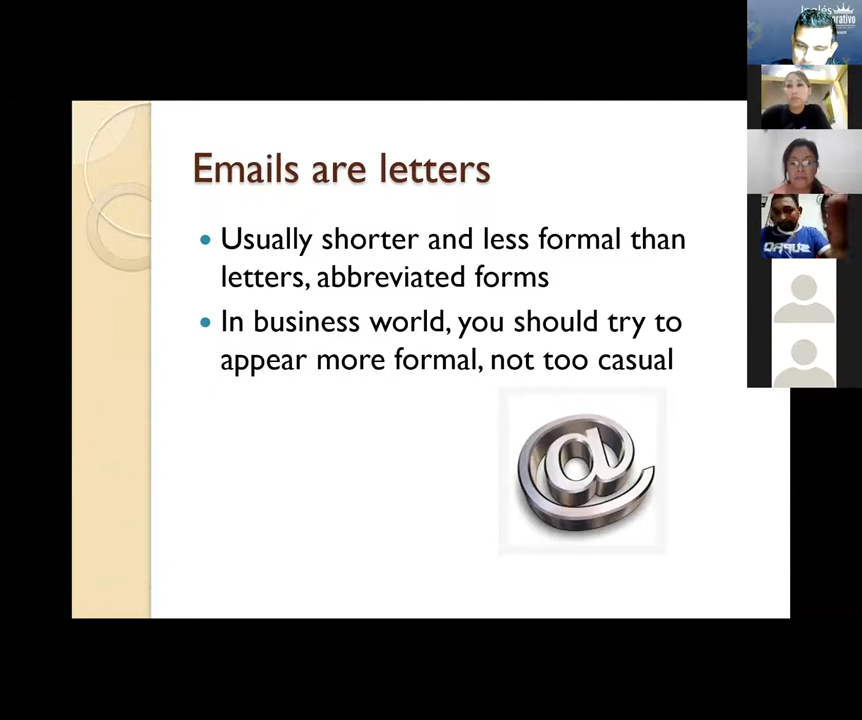 Emails are letters
• Usually shorter and less formal than
letters, abbreviated forms
• In business world, you should try to
appear more formal, not too casual
@
Inglés